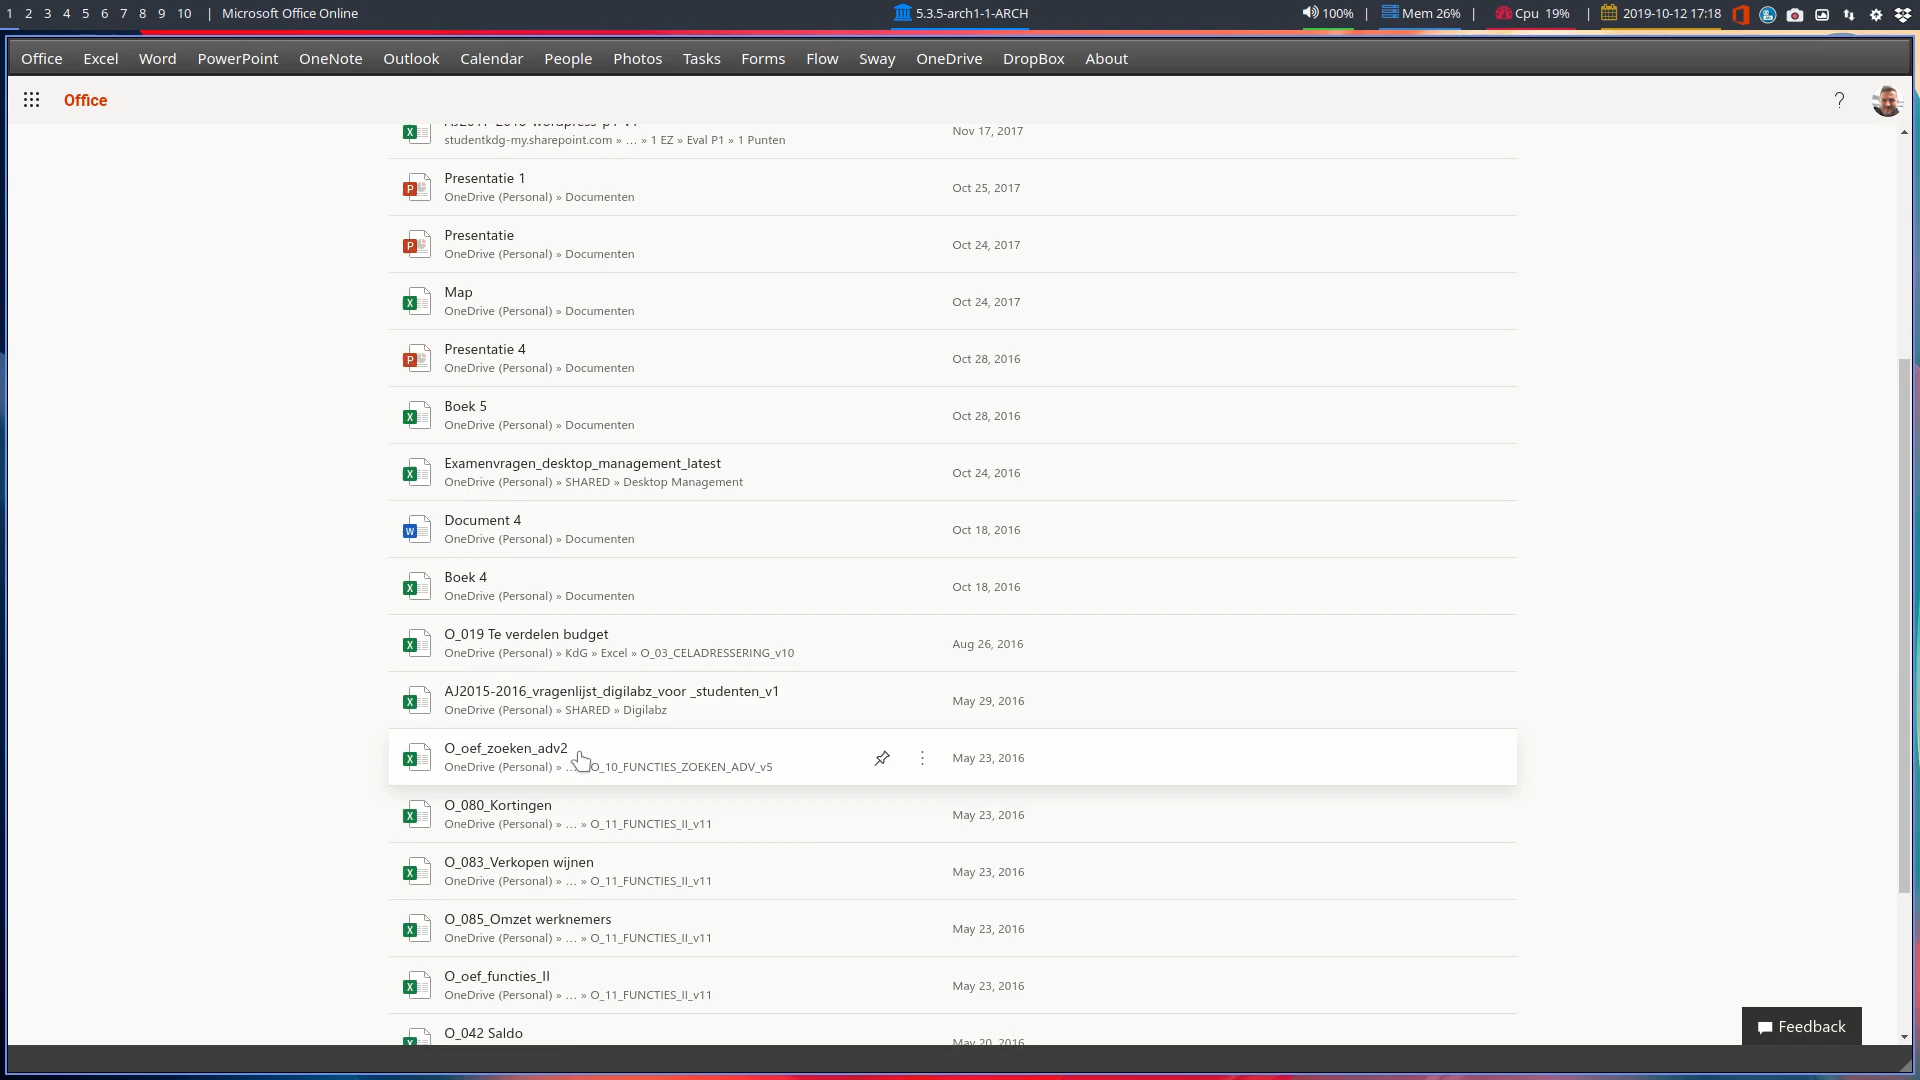 1 2 3 4 5 6 7 8 9 10 | Microsoft Office Online
5.3.5-arch1-1-ARCH
100% | Mem 26% | Cpu 19% | 2019-10-12 17:18
Office Excel Word PowerPoint OneNote Outlook Calendar People Photos Tasks Forms Flow Sway OneDrive DropBox About
Office ?
Nov 17, 2017
studentkdg-my.sharepoint.com » ... » 1 EZ » Eval P1 » 1 Punten
Presentatie 1
OneDrive (Personal) » Documenten
Oct 25, 2017
Presentatie
OneDrive (Personal) » Documenten
Oct 24, 2017
Map
OneDrive (Personal) » Documenten
Oct 24, 2017
Presentatie 4
OneDrive (Personal) » Documenten
Oct 28, 2016
Boek 5
OneDrive (Personal) » Documenten
Oct 28, 2016
Examenvragen_desktop_management_latest
OneDrive (Personal) » SHARED » Desktop Management
Oct 24, 2016
Document 4
OneDrive (Personal) » Documenten
Oct 18, 2016
Boek 4
OneDrive (Personal) » Documenten
Oct 18, 2016
O_019 Te verdelen budget
OneDrive (Personal) » KdG » Excel » O_03_CELADRESSERING_v10
Aug 26, 2016
AJ2015-2016_vragenlijst_digilabz_voor _studenten_v1
OneDrive (Personal) » SHARED » Digilabz
May 29, 2016
O_oef_zoeken_adv2
OneDrive (Personal) » ... O_10_FUNCTIES_ZOEKEN_ADV_v5
May 23, 2016
O_080_Kortingen
OneDrive (Personal) » ... » O_11_FUNCTIES_II_v11
May 23, 2016
O_083_Verkopen wijnen
OneDrive (Personal) » ... » O_11_FUNCTIES_II_v11
May 23, 2016
O_085_Omzet werknemers
OneDrive (Personal) » ... » O_11_FUNCTIES_II_v11
May 23, 2016
O_oef_functies_II
OneDrive (Personal) » ... » O_11_FUNCTIES_II_v11
May 23, 2016
O_042 Saldo
May 20, 2016
Feedback